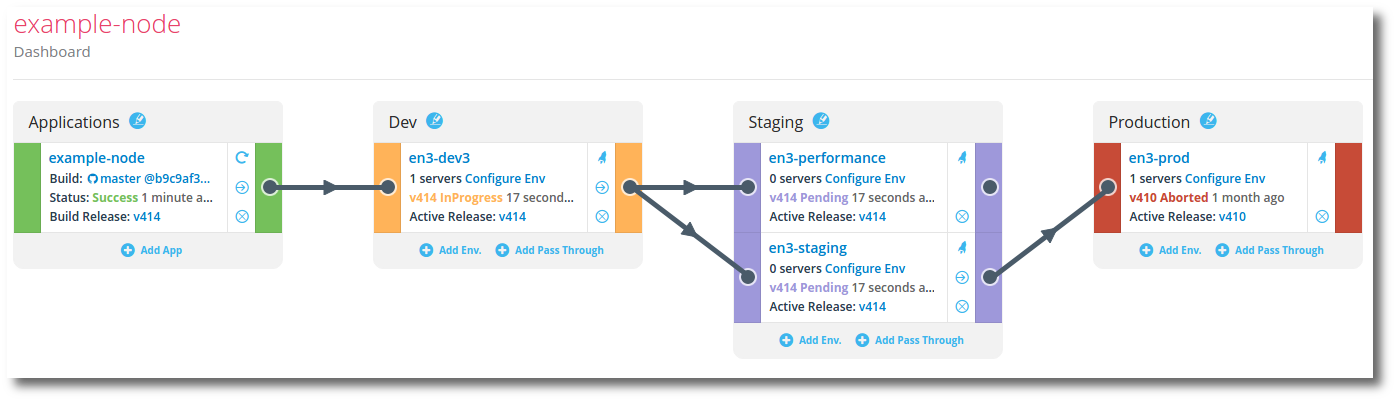 example-node
Dashboard
Applications
example-node
Build: master @b9c9af3...
Status: Success 1 minute a...
Build Release: v414
Add App
Dev
en3-dev3
1 servers Configure Env
v414 InProgress 17 second...
Active Release: v414
Add Env. Add Pass Through
Staging
en3-performance
0 servers Configure Env
v414 Pending 17 seconds a...
Active Release: v414
en3-staging
0 servers Configure Env
v414 Pending 17 seconds a...
Active Release: v414
Add Env. Add Pass Through
Production
en3-prod
1 servers Configure Env
v410 Aborted 1 month ago
Active Release: v410
Add Env. Add Pass Through